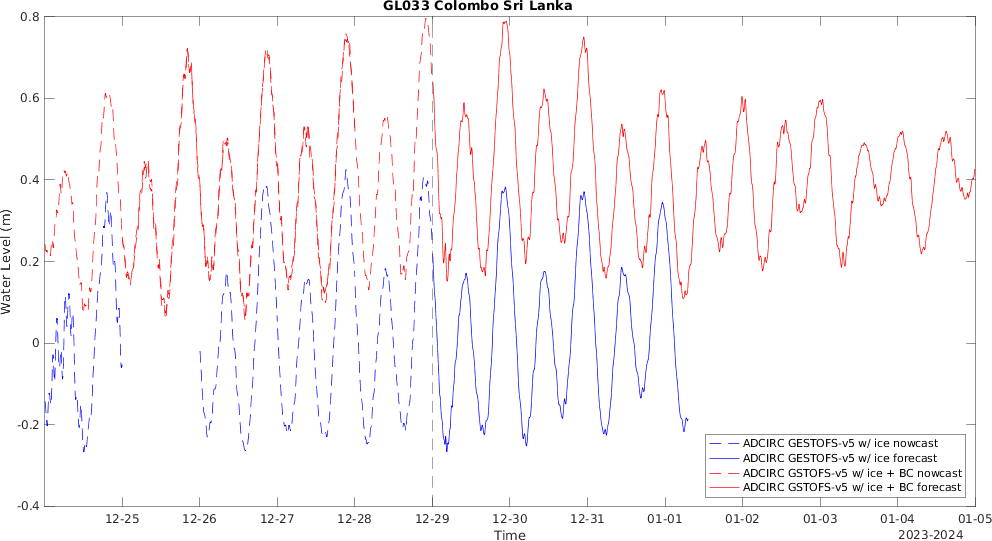 GL033 Colombo Sri Lanka
Water Level (m)
0.8
0.6
0.4
0.2
0
-0.2
-0.4
ADCIRC GESTOFS-v5 w/ ice nowcast
ADCIRC GESTOFS-v5 w/ ice forecast
ADCIRC GSTOFS-v5 w/ ice + BC nowcast
ADCIRC GSTOFS-v5 w/ ice + BC forecast
12-25 12-26 12-27 12-28 12-29 12-30 12-31 01-01 01-02 01-03 01-04 01-05
Time
2023-2024